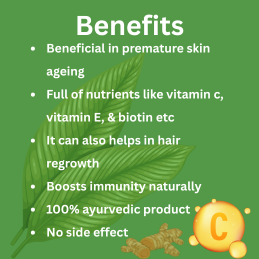 Benefits
• Beneficial in premature skin
ageing
• Full of nutrients like vitamin c,
vitamin E, & biotin etc
• It can also helps in hair
regrowth
• Boosts immunity naturally
• 100% ayurvedic product
• No side effect
C